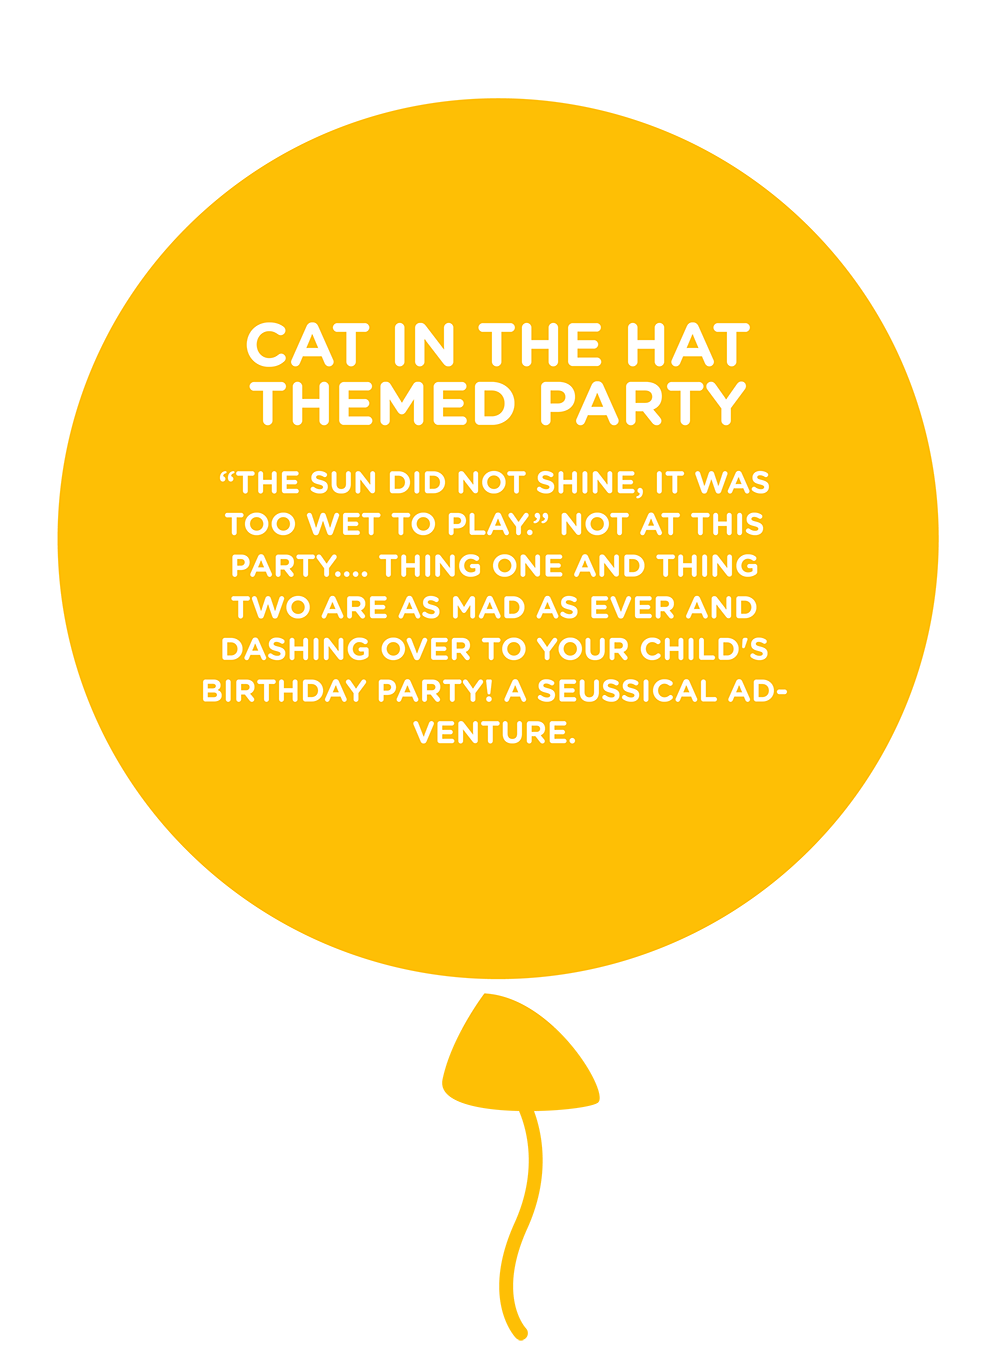 CAT IN THE HAT
THEMED PARTY
“THE SUN DID NOT SHINE, IT WAS
TOO WET TO PLAY.” NOT AT THIS
PARTY.... THING ONE AND THING
TWO ARE AS MAD AS EVER AND
DASHING OVER TO YOUR CHILD'S
BIRTHDAY PARTY! A SEUSSICAL AD-
VENTURE.